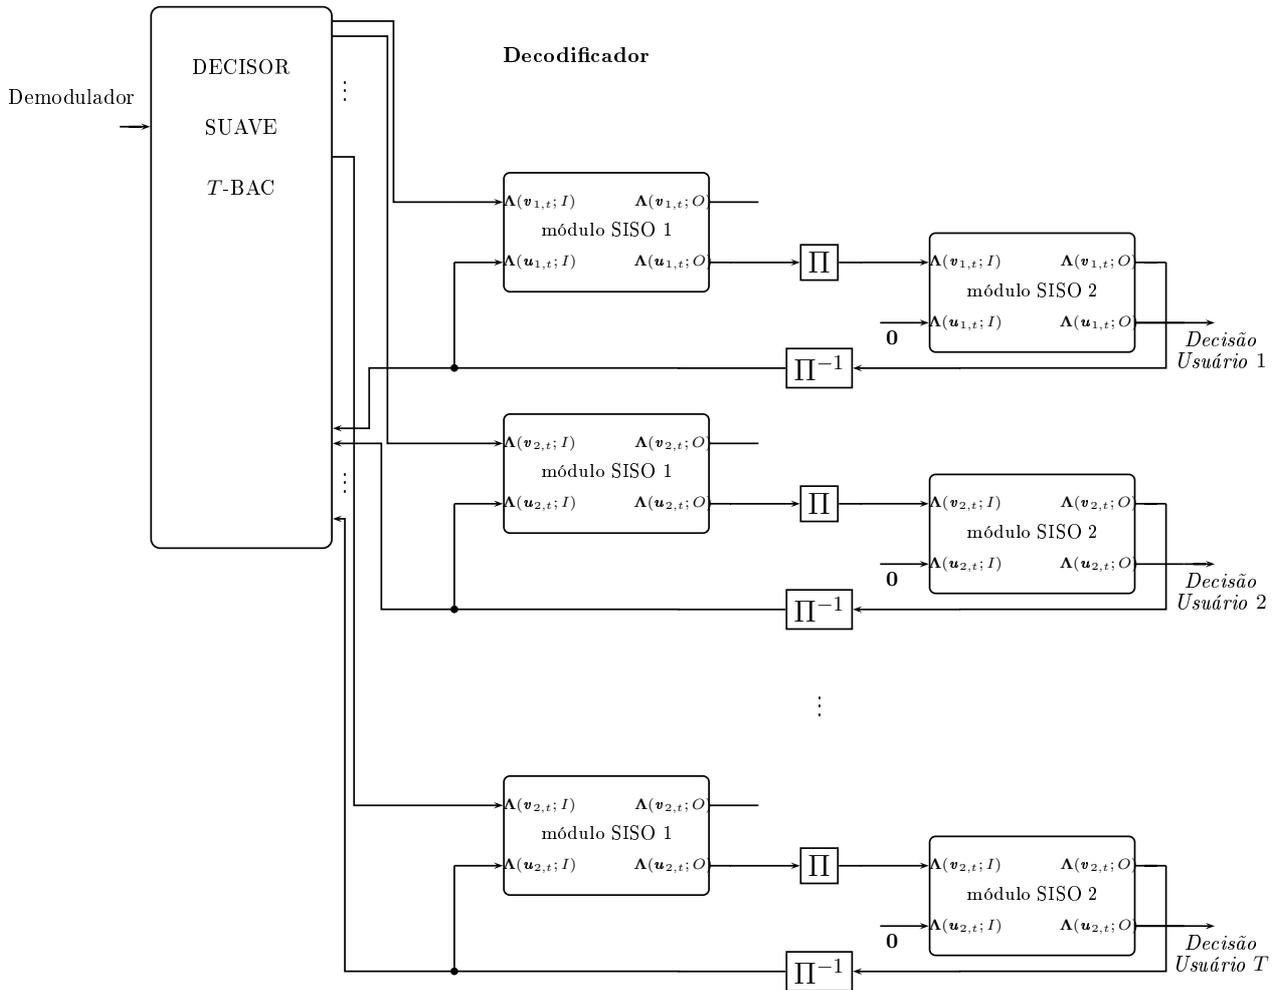 Decodificador
DECISOR
Demodulador
SUAVE
T-BAC
⋮
Λ(v1,t; I) Λ(v1,t; O)
módulo SISO 1
Λ(u1,t; I) Λ(u1,t; O)
∏
Λ(v1,t; I) Λ(v1,t; O)
módulo SISO 2
Λ(u1,t; I) Λ(u1,t; O)
0
Decisão
Usuário 1
∏−1
Λ(v2,t; I) Λ(v2,t; O)
módulo SISO 1
Λ(u2,t; I) Λ(u2,t; O)
⋮
∏
Λ(v2,t; I) Λ(v2,t; O)
módulo SISO 2
Λ(u2,t; I) Λ(u2,t; O)
0
Decisão
Usuário 2
∏−1
⋮
Λ(v2,t; I) Λ(v2,t; O)
módulo SISO 1
Λ(u2,t; I) Λ(u2,t; O)
∏
Λ(v2,t; I) Λ(v2,t; O)
módulo SISO 2
Λ(u2,t; I) Λ(u2,t; O)
0
Decisão
Usuário T
∏−1